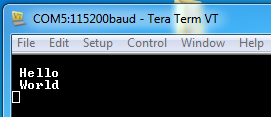 COM5:115200baud - Tera Term VT
File Edit Setup Control Window Help
Hello
World